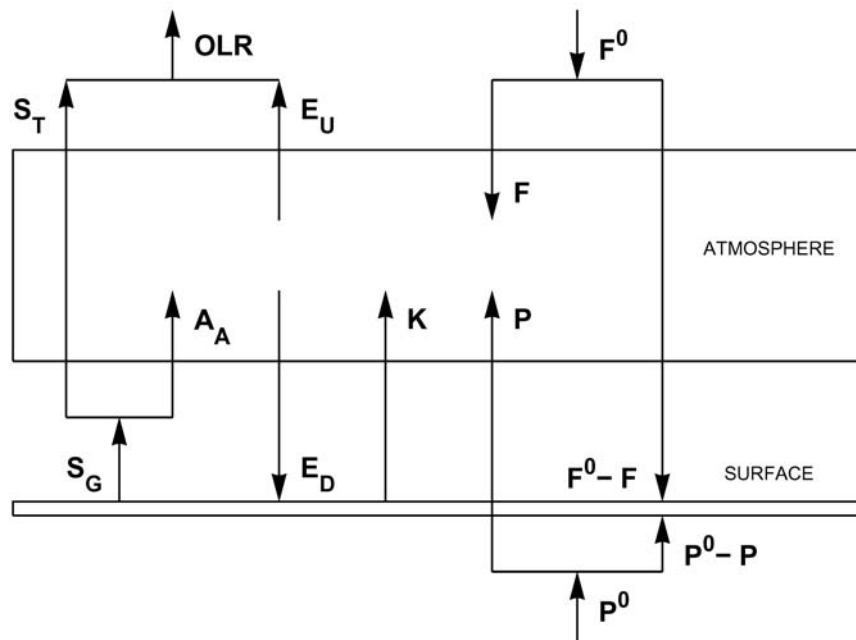 OLR
F⁰
S_T
E_U
F
ATMOSPHERE
A_A
K
P
S_G
E_D
F⁰− F
SURFACE
P⁰− P
P⁰